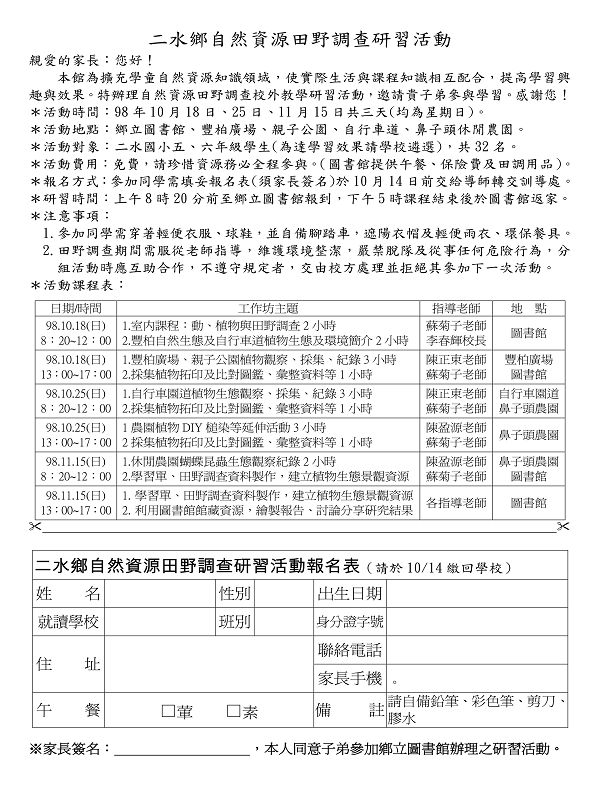 二水鄉自然資源田野調查研習活動
親愛的家長：您好！
本館為擴充學童自然資源知識領域，使實際生活與課程知識相互配合，提高學習興
趣與效果。特辦理自然資源田野調查校外教學研習活動，邀請貴子弟參與學習。感謝您！
＊活動時間：98 年 10 月 18 日、25 日、11 月 15 日共三天(均為星期日)。
＊活動地點：鄉立圖書館、豐柏廣場、親子公園、自行車道、鼻子頭休閒農園。
＊活動對象：二水國小五、六年級學生(為達學習效果請學校遴選)，共 32 名。
＊活動費用：免費，請珍惜資源務必全程參與。(圖書館提供午餐、保險費及田調用品)。
＊報名方式：參加同學需填妥報名表(須家長簽名)於 10 月 14 日前交給導師轉交訓導處。
＊研習時間：上午 8 時 20 分前至鄉立圖書館報到，下午 5 時課程結束後於圖書館返家。
＊注意事項：
1.參加同學需穿著輕便衣服、球鞋，並自備腳踏車，遮陽衣帽及輕便雨衣、環保餐具。
2.田野調查期間需服從老師指導，維護環境整潔，嚴禁脫隊及從事任何危險行為，分
組活動時應互助合作，不遵守規定者，交由校方處理並拒絕其參加下一次活動。
＊活動課程表：
日期/時間 工作坊主題 指導老師 地　點
98.10.18(日) 8：20~12：00 1.室內課程：動、植物與田野調查 2 小時 蘇菊子老師 圖書館
2.豐柏自然生態及自行車道植物生態及環境簡介 2 小時 李春輝校長
98.10.18(日) 1.豐柏廣場、親子公園植物觀察、採集、紀錄 3 小時 陳正東老師 豐柏廣場
13：00~17：00 2.採集植物拓印及比對圖鑑、彙整資料等 1 小時 蘇菊子老師 圖書館
98.10.25(日) 1.自行車園道植物生態觀察、採集、紀錄 3 小時 陳正東老師 自行車園道
8：20~12：00 2.採集植物拓印及比對圖鑑、彙整資料等 1 小時 蘇菊子老師 鼻子頭農園
98.10.25(日) 1 農園植物 DIY 槌染等延伸活動 3 小時 陳盈源老師 鼻子頭農園
13：00~17：00 2 採集植物拓印及比對圖鑑、彙整資料等 1 小時 蘇菊子老師
98.11.15(日) 1.休閒農園蝴蝶昆蟲生態觀察紀錄 2 小時 陳盈源老師 鼻子頭農園
8：20~12：00 2.學習單、田野調查資料製作，建立植物生態景觀資源 蘇菊子老師 圖書館
98.11.15(日) 1. 學習單、田野調查資料製作，建立植物生態景觀資源 各指導老師 圖書館
13：00~17：00 2. 利用圖書館館藏資源，繪製報告、討論分享研究結果
二水鄉自然資源田野調查研習活動報名表（請於 10/14 繳回學校）
姓　名 性別 出生日期
就讀學校 班別 身分證字號
住　址 聯絡電話
家長手機 。
午　餐 □葷 □素 備　註 請自備鉛筆、彩色筆、剪刀、
膠水
※家長簽名：＿＿＿＿＿＿＿＿＿＿，本人同意子弟參加鄉立圖書館辦理之研習活動。